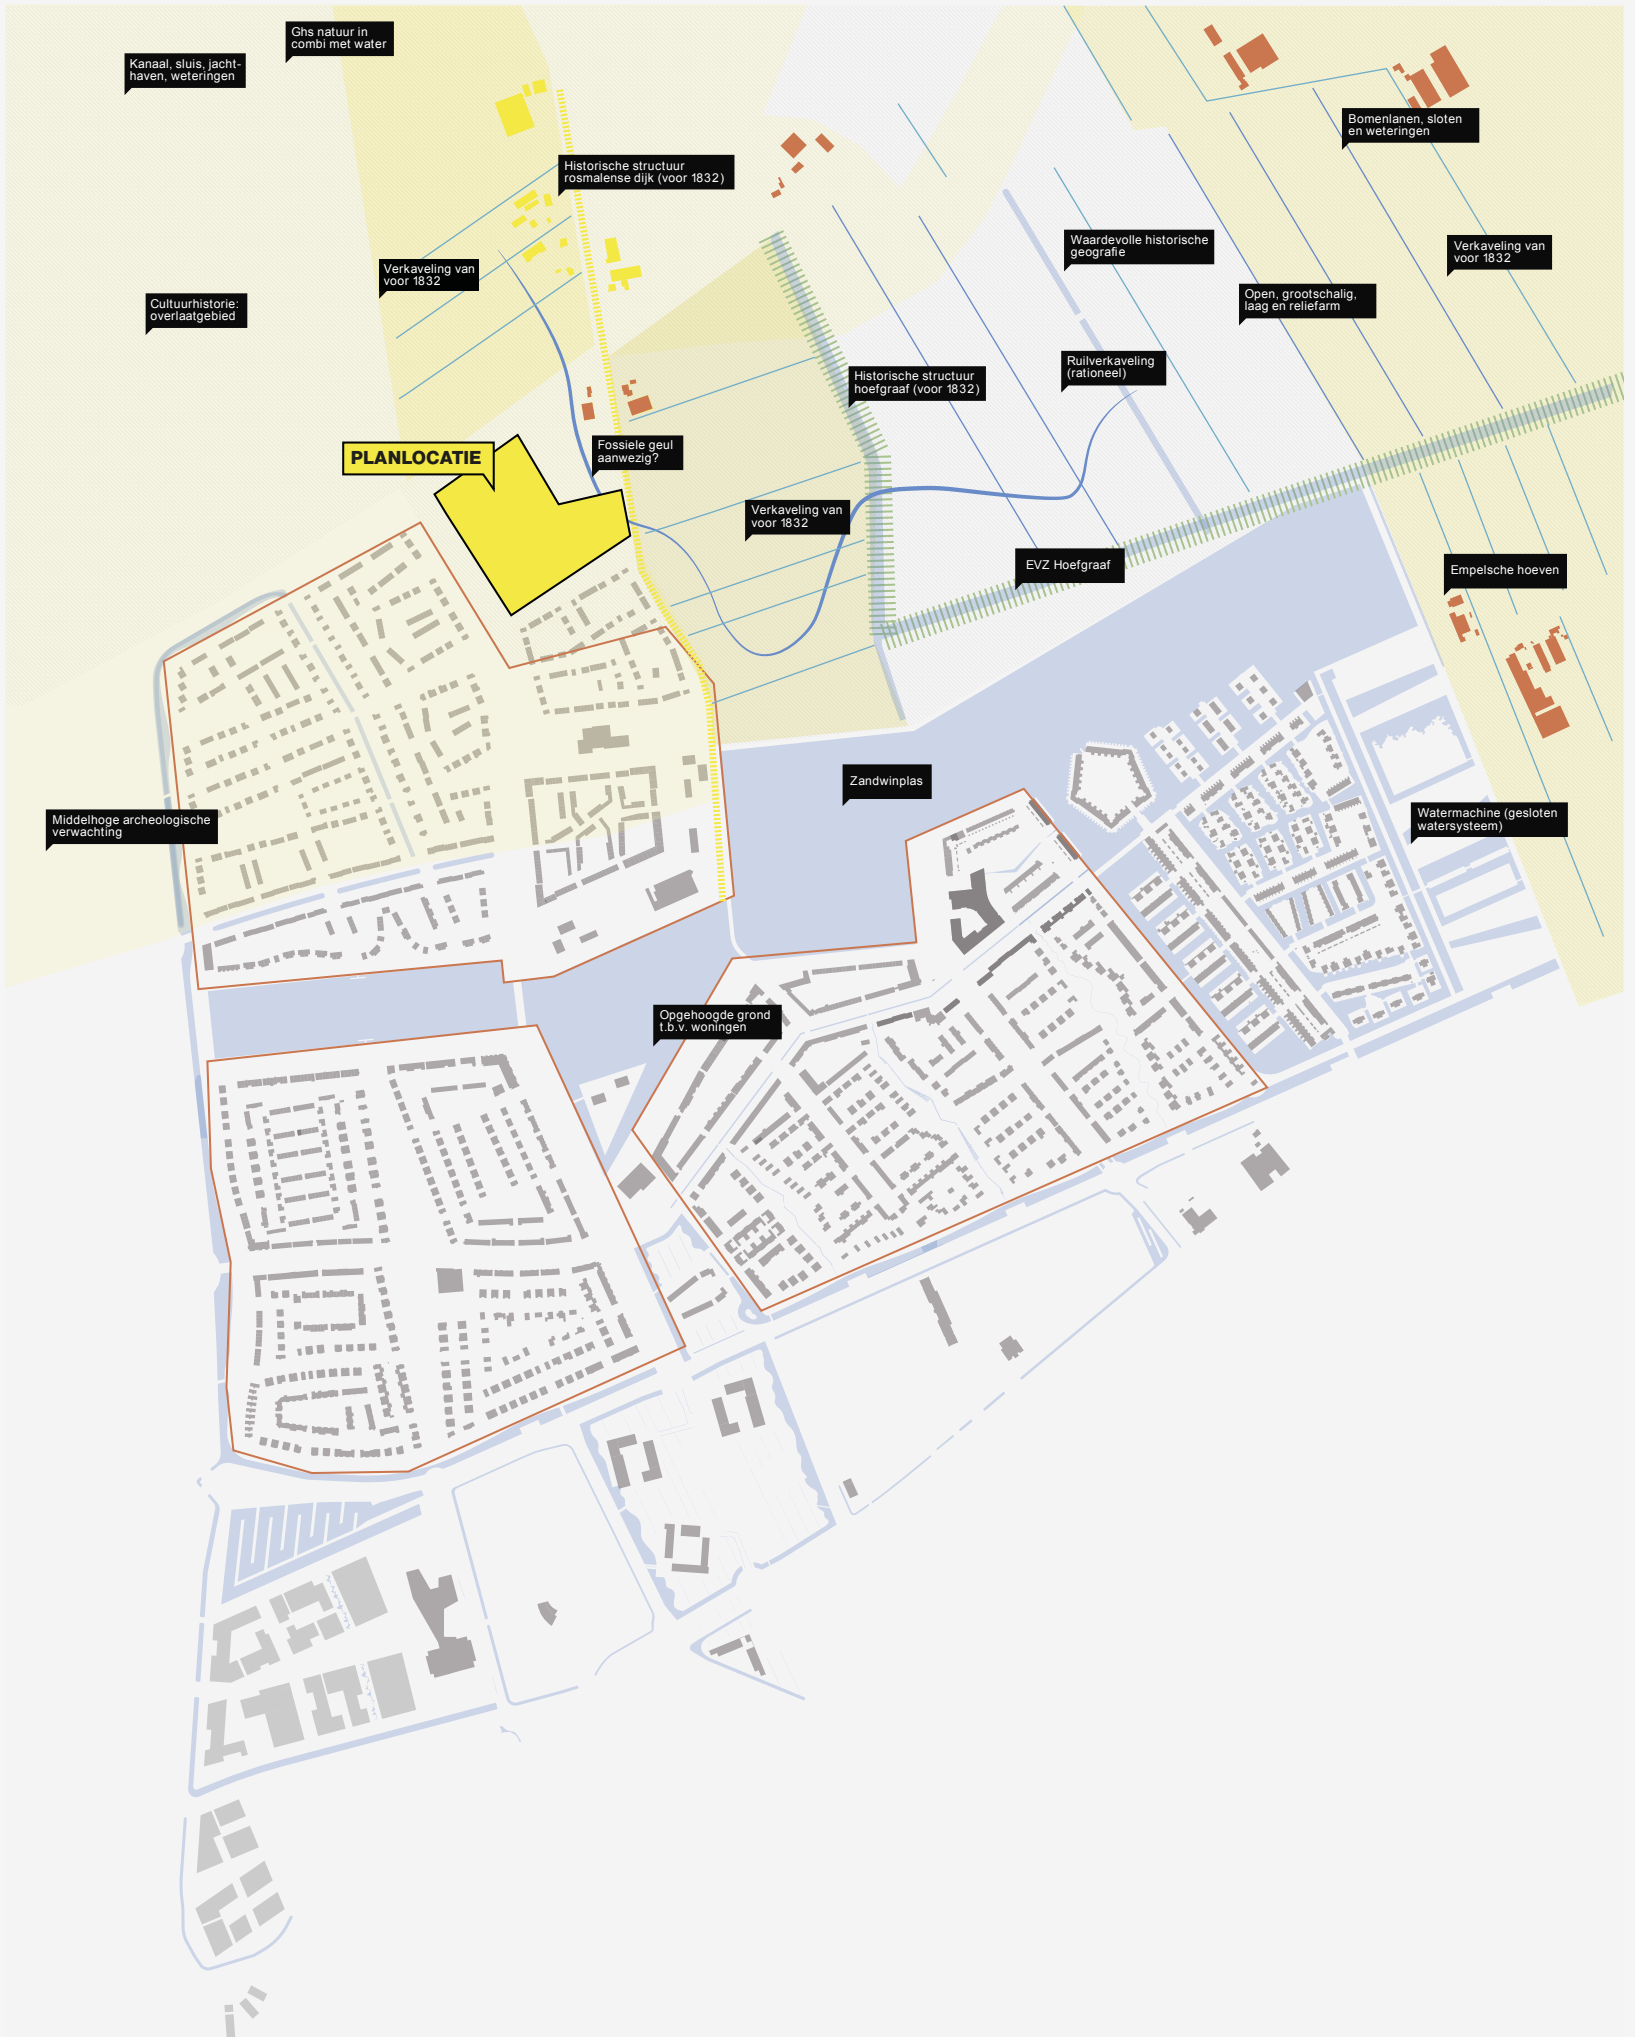 Ghs natuur in
combi met water
Kanaal, sluis, jacht-
haven, weteringen
Bomenlanen, sloten
en weteringen
Historische structuur
rosmalense dijk (voor 1832)
Waardevolle historische
geografie
Verkaveling van
voor 1832
Verkaveling van
voor 1832
Cultuurhistorie:
overlaatgebied
Open, grootschalig,
laag en reliefarm
Ruilverkaveling
(rationeel)
Historische structuur
hoefgraaf (voor 1832)
PLANLOCATIE
Fossiele geul
aanwezig?
Verkaveling van
voor 1832
EVZ Hoefgraaf
Empelsche hoeven
Zandwinplas
Middelhoge archeologische
verwachting
Watermachine (gesloten
watersysteem)
Opgehoogde grond
t.b.v. woningen